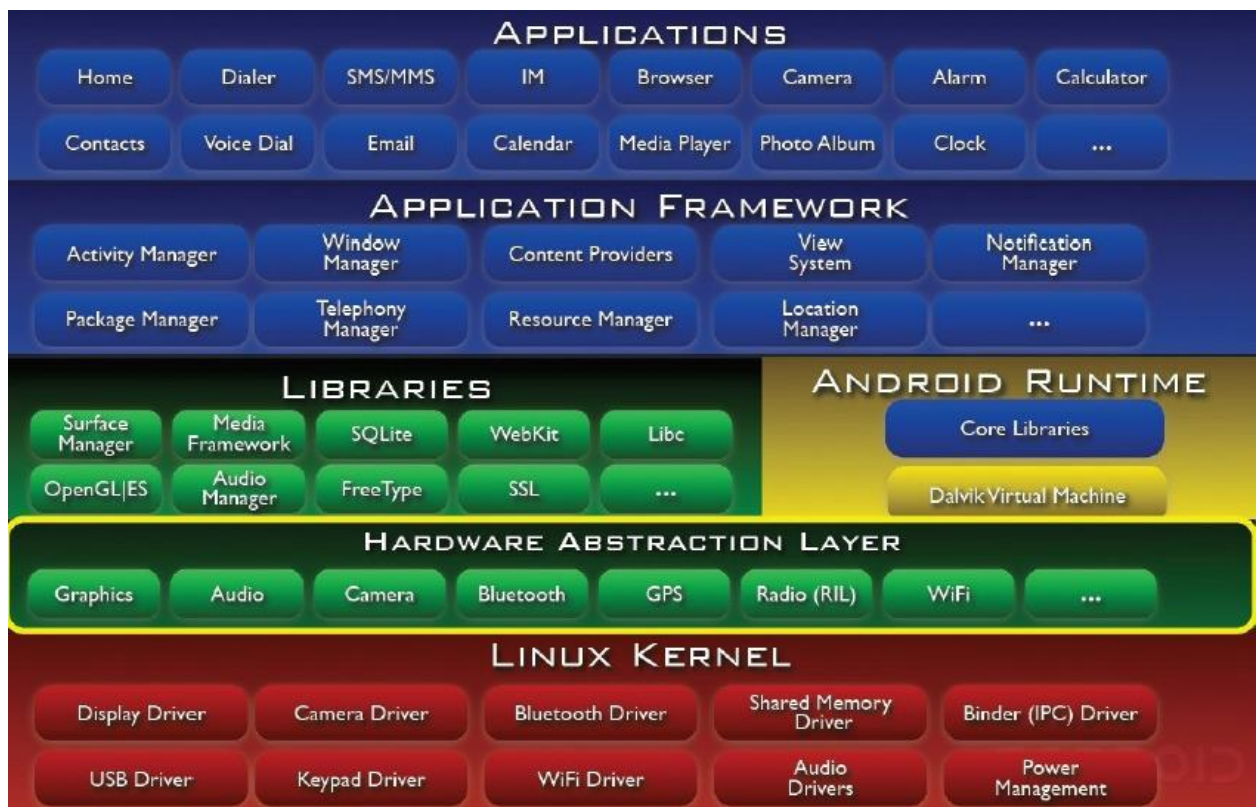 APPLICATIONS
Home Dialer SMS/MMS IM Browser Camera Alarm Calculator
Contacts Voice Dial Email Calendar Media Player Photo Album Clock ...
APPLICATION FRAMEWORK
Activity Manager Window Manager Content Providers View System Notification Manager
Package Manager Telephony Manager Resource Manager Location Manager ...
LIBRARIES
Surface Manager Media Framework SQLite WebKit Libc
OpenGL|ES Audio Manager FreeType SSL ...
ANDROID RUNTIME
Core Libraries
Dalvik Virtual Machine
HARDWARE ABSTRACTION LAYER
Graphics Audio Camera Bluetooth GPS Radio (RIL) WiFi ...
LINUX KERNEL
Display Driver Camera Driver Bluetooth Driver Shared Memory Driver Binder (IPC) Driver
USB Driver Keypad Driver WiFi Driver Audio Drivers Power Management